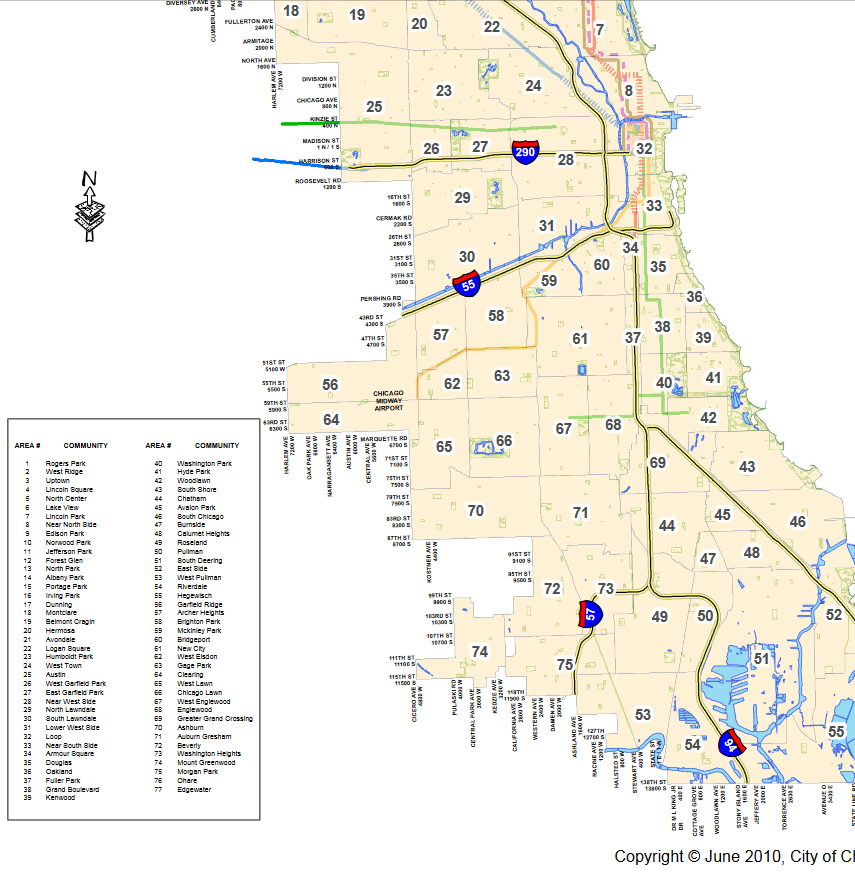 DIVERSEY AVE
2800 N
CUMBERLAND
FULLERTON AVE
2400 N
ARMITAGE
2000 N
NORTH AVE
1600 N
HARLEM AVE
7200 W
DIVISION ST
1200 N
CHICAGO AVE
800 N
KINZIE ST
400 N
MADISON ST
1 N / 1 S
HARRISON ST
600 S
ROOSEVELT RD
1200 S
16TH ST
1600 S
CERMAK RD
2200 S
26TH ST
2600 S
31ST ST
3100 S
35TH ST
3500 S
PERSHING RD
3900 S
43RD ST
4300 S
47TH ST
4700 S
51ST ST
5100 W
55TH ST
5500 S
59TH ST
5900 S
63RD ST
6300 S
CHICAGO
MIDWAY
AIRPORT
HARLEM AVE
7200 W
OAK PARK AVE
6800 W
NARRAGANSETT AVE
6400 W
AUSTIN AVE
6000 W
CENTRAL AVE
5600 W
MARQUETTE RD
6700 S
71ST ST
7100 S
75TH ST
7500 S
79TH ST
7900 S
83RD ST
8300 S
87TH ST
8700 S
KOSTNER AVE
4400 W
91ST ST
9100 S
95TH ST
9500 S
99TH ST
9900 S
103RD ST
10300 S
107TH ST
10700 S
111TH ST
11100 S
115TH ST
11500 S
CICERO AVE
4800 W
PULASKI RD
4000 W
CENTRAL PARK AVE
3600 W
KEDZIE AVE
3200 W
119TH ST
11900 S
CALIFORNIA AVE
2800 W
WESTERN AVE
2400 W
DAMEN AVE
2000 W
ASHLAND AVE
1600 W
127TH
12700 S
RACINE AVE
1200 W
HALSTED ST
800 W
STEWART AVE
400 W
STATE ST
138TH ST
13800 S
DR M L KING JR
DR 400 E
COTTAGE GROVE
AVE 800 E
WOODLAWN AVE
1200 E
STONY ISLAND
AVE 1600 E
JEFFERY AVE
2000 E
TORRENCE AVE
2630 E
AVENUE O
3430 E
STATE LINE RD
18
19
20
22
7
8
23
24
25
26
27
290
28
32
29
31
33
34
30
55
60
35
59
36
58
38
39
57
61
37
56
62
63
40
41
64
42
67
68
65
66
69
43
70
71
44
45
46
47
48
72
73
57
49
50
52
74
75
51
53
54
94
55
AREA # COMMUNITY AREA # COMMUNITY
1 Rogers Park 40 Washington Park
2 West Ridge 41 Hyde Park
3 Uptown 42 Woodlawn
4 Lincoln Square 43 South Shore
5 North Center 44 Chatham
6 Lake View 45 Avalon Park
7 Lincoln Park 46 South Chicago
8 Near North Side 47 Burnside
9 Edison Park 48 Calumet Heights
10 Norwood Park 49 Roseland
11 Jefferson Park 50 Pullman
12 Forest Glen 51 South Deering
13 North Park 52 East Side
14 Albany Park 53 West Pullman
15 Portage Park 54 Riverdale
16 Irving Park 55 Hegewisch
17 Dunning 56 Garfield Ridge
18 Montclare 57 Archer Heights
19 Belmont Cragin 58 Brighton Park
20 Hermosa 59 Mckinley Park
21 Avondale 60 Bridgeport
22 Logan Square 61 New City
23 Humboldt Park 62 West Elsdon
24 West Town 63 Gage Park
25 Austin 64 Clearing
26 West Garfield Park 65 West Lawn
27 East Garfield Park 66 Chicago Lawn
28 Near West Side 67 West Englewood
29 North Lawndale 68 Englewood
30 South Lawndale 69 Greater Grand Crossing
31 Lower West Side 70 Ashburn
32 Loop 71 Auburn Gresham
33 Near South Side 72 Beverly
34 Armour Square 73 Washington Heights
35 Douglas 74 Mount Greenwood
36 Oakland 75 Morgan Park
37 Fuller Park 76 Ohare
38 Grand Boulevard 77 Edgewater
39 Kenwood
N
Copyright © June 2010, City of C